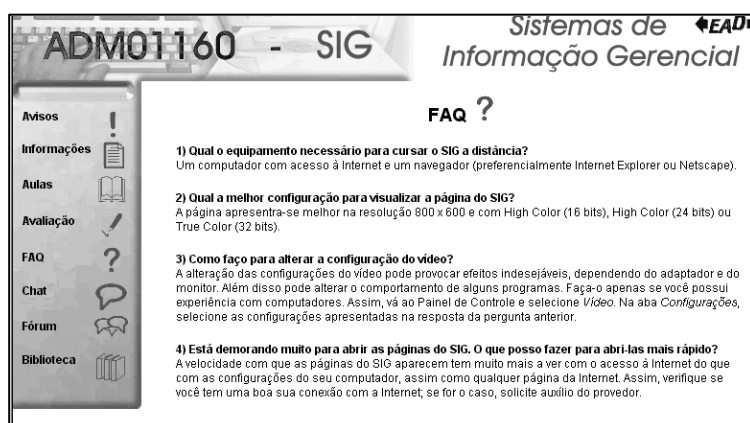 ADM01160 - SIG
Sistemas de
Informação Gerencial
EAD
Avisos
Informações
Aulas
Avaliação
FAQ
Chat
Fórum
Biblioteca
FAQ ?
1) Qual o equipamento necessário para cursar o SIG a distância?
Um computador com acesso à Internet e um navegador (preferencialmente Internet Explorer ou Netscape).
2) Qual a melhor configuração para visualizar a página do SIG?
A página apresenta-se melhor na resolução 800 x 600 e com High Color (16 bits), High Color (24 bits) ou
True Color (32 bits).
3) Como faço para alterar a configuração do vídeo?
A alteração das configurações do vídeo pode provocar efeitos indesejáveis, dependendo do adaptador e do
monitor. Além disso pode alterar o comportamento de alguns programas. Faça-o apenas se você possui
experiência com computadores. Assim, vá ao Painel de Controle e selecione Vídeo. Na aba Configurações,
selecione as configurações apresentadas na resposta da pergunta anterior.
4) Está demorando muito para abrir as páginas do SIG. O que posso fazer para abri-las mais rápido?
A velocidade com que as páginas do SIG aparecem tem muito mais a ver com o acesso à Internet do que
com as configurações do seu computador, assim como qualquer página da Internet. Assim, verifique se
você tem uma boa sua conexão com a Internet; se for o caso, solicite auxílio do provedor.